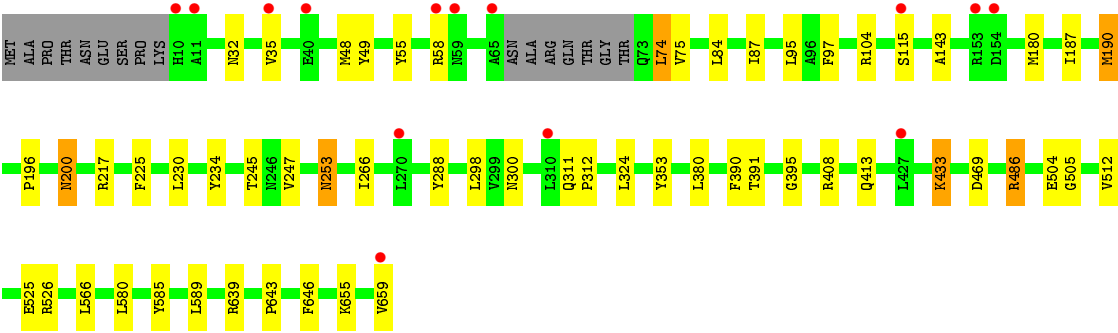 MET ALA PRO THR ASN GLU SER PRO LYS H10 A11 N32 V35 E40 M48 Y49 Y55 R58 N59 A65 ASN ALA ARG GLN THR GLY THR Q73 L74 V75 L84 I87 L95 A96 F97 R104 S115 A143 R153 D154 M180 I187 M190
P196 N200 R217 F225 L230 Y234 T245 N246 V247 N253 I266 L270 Y288 L298 V299 N300 L310 Q311 P312 L324 Y353 L380 F390 T391 G395 R408 Q413 L427 K433 D469 R486 E504 G505 V512
E525 R526 L566 L580 Y585 L589 R639 P643 F646 K655 V659